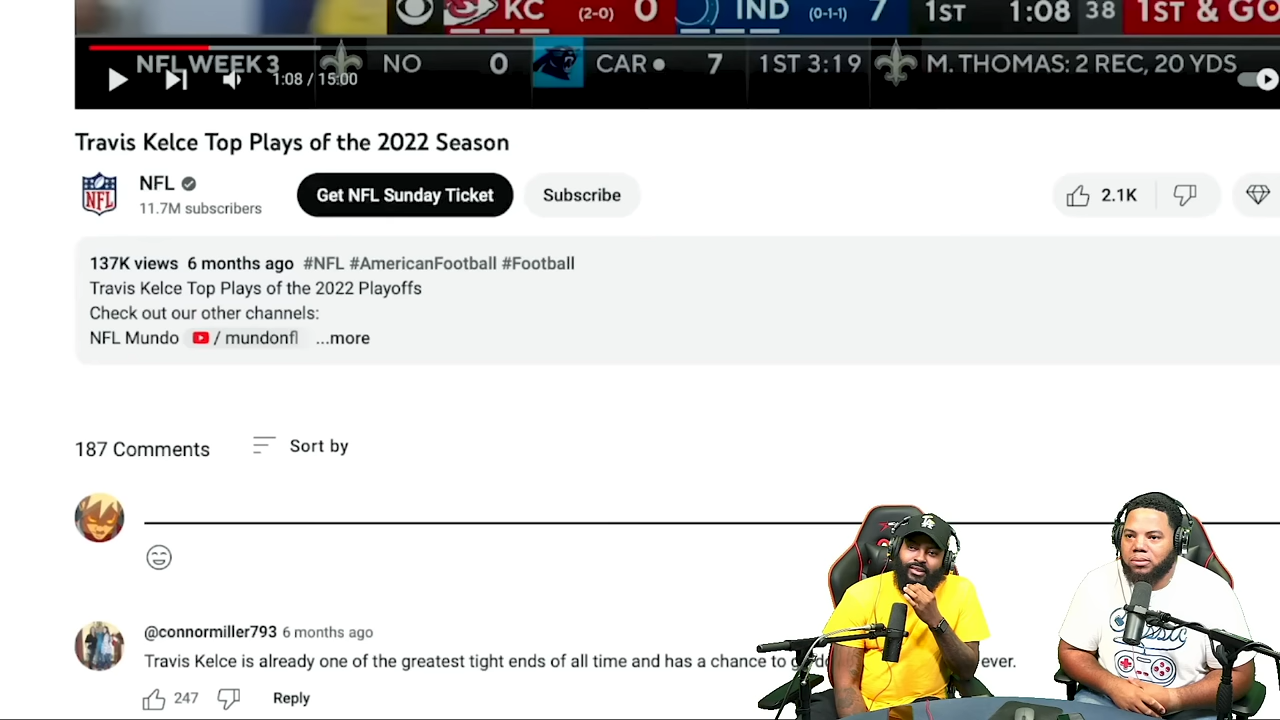 KC (2-0) 0 IND (0-1-1) 7 1ST 1:08 38 1ST & GO
NFL WEEK 3 NO 0 CAR 7 1ST 3:19 M. THOMAS: 2 REC, 20 YDS
1:08 / 15:00
Travis Kelce Top Plays of the 2022 Season
NFL
NFL
11.7M subscribers
Get NFL Sunday Ticket
Subscribe
2.1K
137K views 6 months ago #NFL #AmericanFootball #Football
Travis Kelce Top Plays of the 2022 Playoffs
Check out our other channels:
NFL Mundo / mundonfl ...more
187 Comments
Sort by
@connormiller793 6 months ago
Travis Kelce is already one of the greatest tight ends of all time and has a chance to ever.
247
Reply